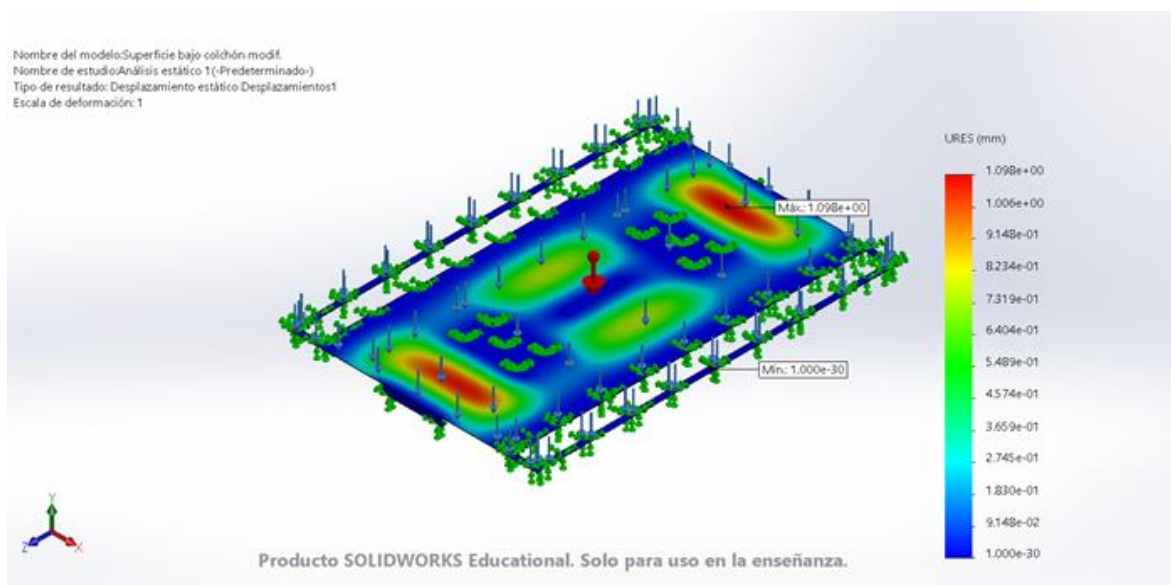 Nombre del modelo:Superficie bajo colchón modif.
Nombre de estudio:Análisis estático 1(-Predeterminado-)
Tipo de resultado: Desplazamiento estático Desplazamientos1
Escala de deformación: 1
URES (mm)
1.098e+00
1.006e+00
9.148e-01
8.234e-01
7.319e-01
6.404e-01
5.489e-01
4.574e-01
3.659e-01
2.745e-01
1.830e-01
9.148e-02
1.000e-30
Máx.: 1.098e+00
Mín.: 1.000e-30
Y
Z
X
Producto SOLIDWORKS Educational. Solo para uso en la enseñanza.